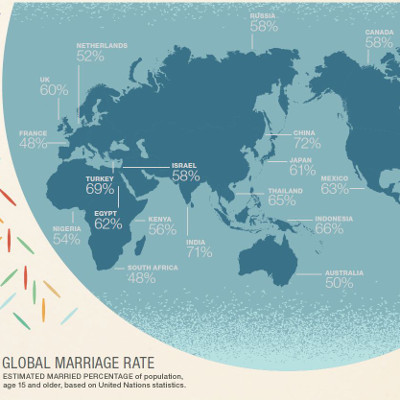 RUSSIA
58%
CANADA
58%
NETHERLANDS
52%
UK
60%
FRANCE
48%
CHINA
72%
JAPAN
61%
ISRAEL
58%
TURKEY
69%
MEXICO
63%
THAILAND
65%
EGYPT
62%
KENYA
56%
INDONESIA
66%
NIGERIA
54%
INDIA
71%
SOUTH AFRICA
48%
AUSTRALIA
50%
GLOBAL MARRIAGE RATE
ESTIMATED MARRIED PERCENTAGE of population,
age 15 and older, based on United Nations statistics.